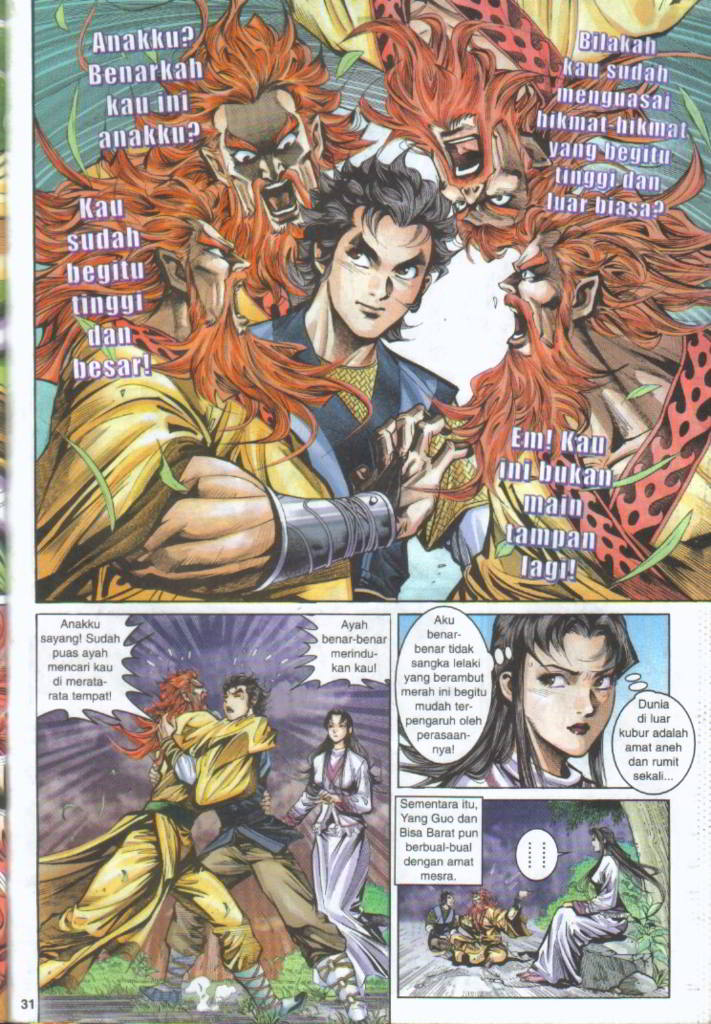 Anakku?
Benarkah
kau ini
anakku?
Bilakah
kau sudah
menguasai
hikmat-hikmat
yang begitu
tinggi dan
luar biasa?
Kau
sudah
begitu
tinggi
dan
besar!
Em! Kau
ini bukan
main
tampan
lagi!
Anakku
sayang! Sudah
puas ayah
mencari kau
di merata-
rata tempat!
Ayah
benar-benar
merindu-
kan kau!
Aku
benar-
benar tidak
sangka lelaki
yang berambut
merah ini begitu
mudah ter-
pengaruh oleh
perasaan-
nya!
Dunia
di luar
kubur adalah
amat aneh
dan rumit
sekali...
Sementara itu,
Yang Guo dan
Bisa Barat pun
berbual-bual
dengan amat
mesra.
......
31